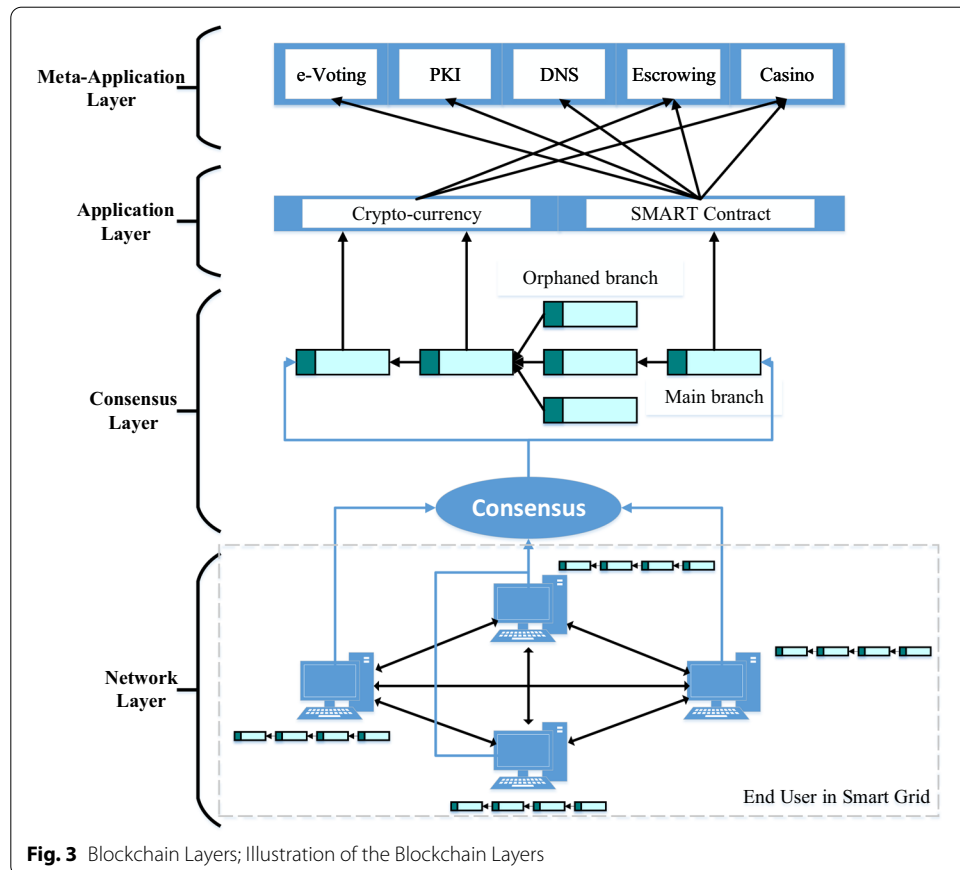 Meta-Application
Layer
e-Voting
PKI
DNS
Escrowing
Casino
Application
Layer
Crypto-currency
SMART Contract
Consensus
Layer
Orphaned branch
Main branch
Consensus
Network
Layer
End User in Smart Grid
Fig. 3 Blockchain Layers; Illustration of the Blockchain Layers